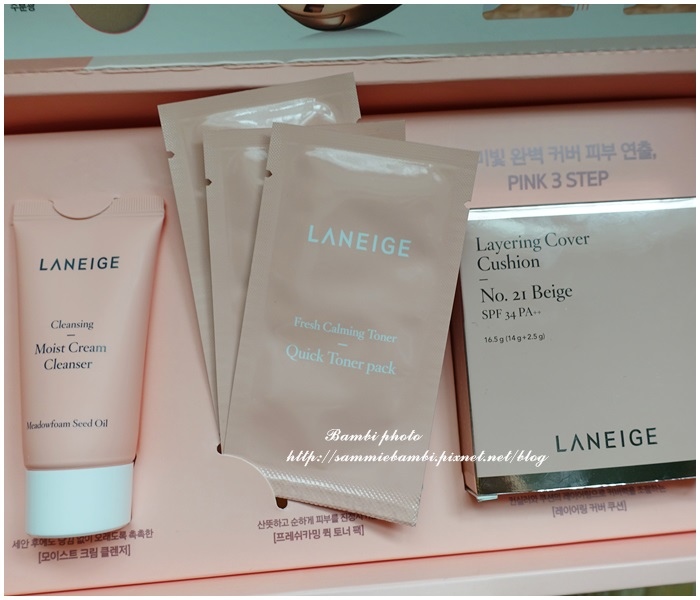 수분쌩
완벽 커버 피부 연출,
PINK 3 STEP
LANEIGE
Cleansing
Moist Cream
Cleanser
Meadowfoam Seed Oil
LANEIGE
Fresh Calming Toner
Quick Toner pack
Layering Cover
Cushion
No. 21 Beige
SPF 34 PA++
16.5 g (14 g + 2.5 g)
LANEIGE
Bambi photo
http://sammiebambi.pixnet.net/blog
세안 후에도 당김 없이 오래도록 촉촉한
[모이스트 크림 클렌저]
산뜻하고 순하게 피부를
[프레쉬카밍 퀵 토너 팩]
[레이어링 커버 쿠션]